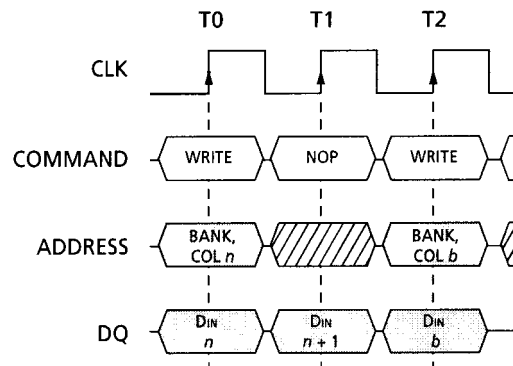 T0 T1 T2
CLK
COMMAND WRITE NOP WRITE
ADDRESS BANK, COL n BANK, COL b
DQ DIN n DIN n + 1 DIN b